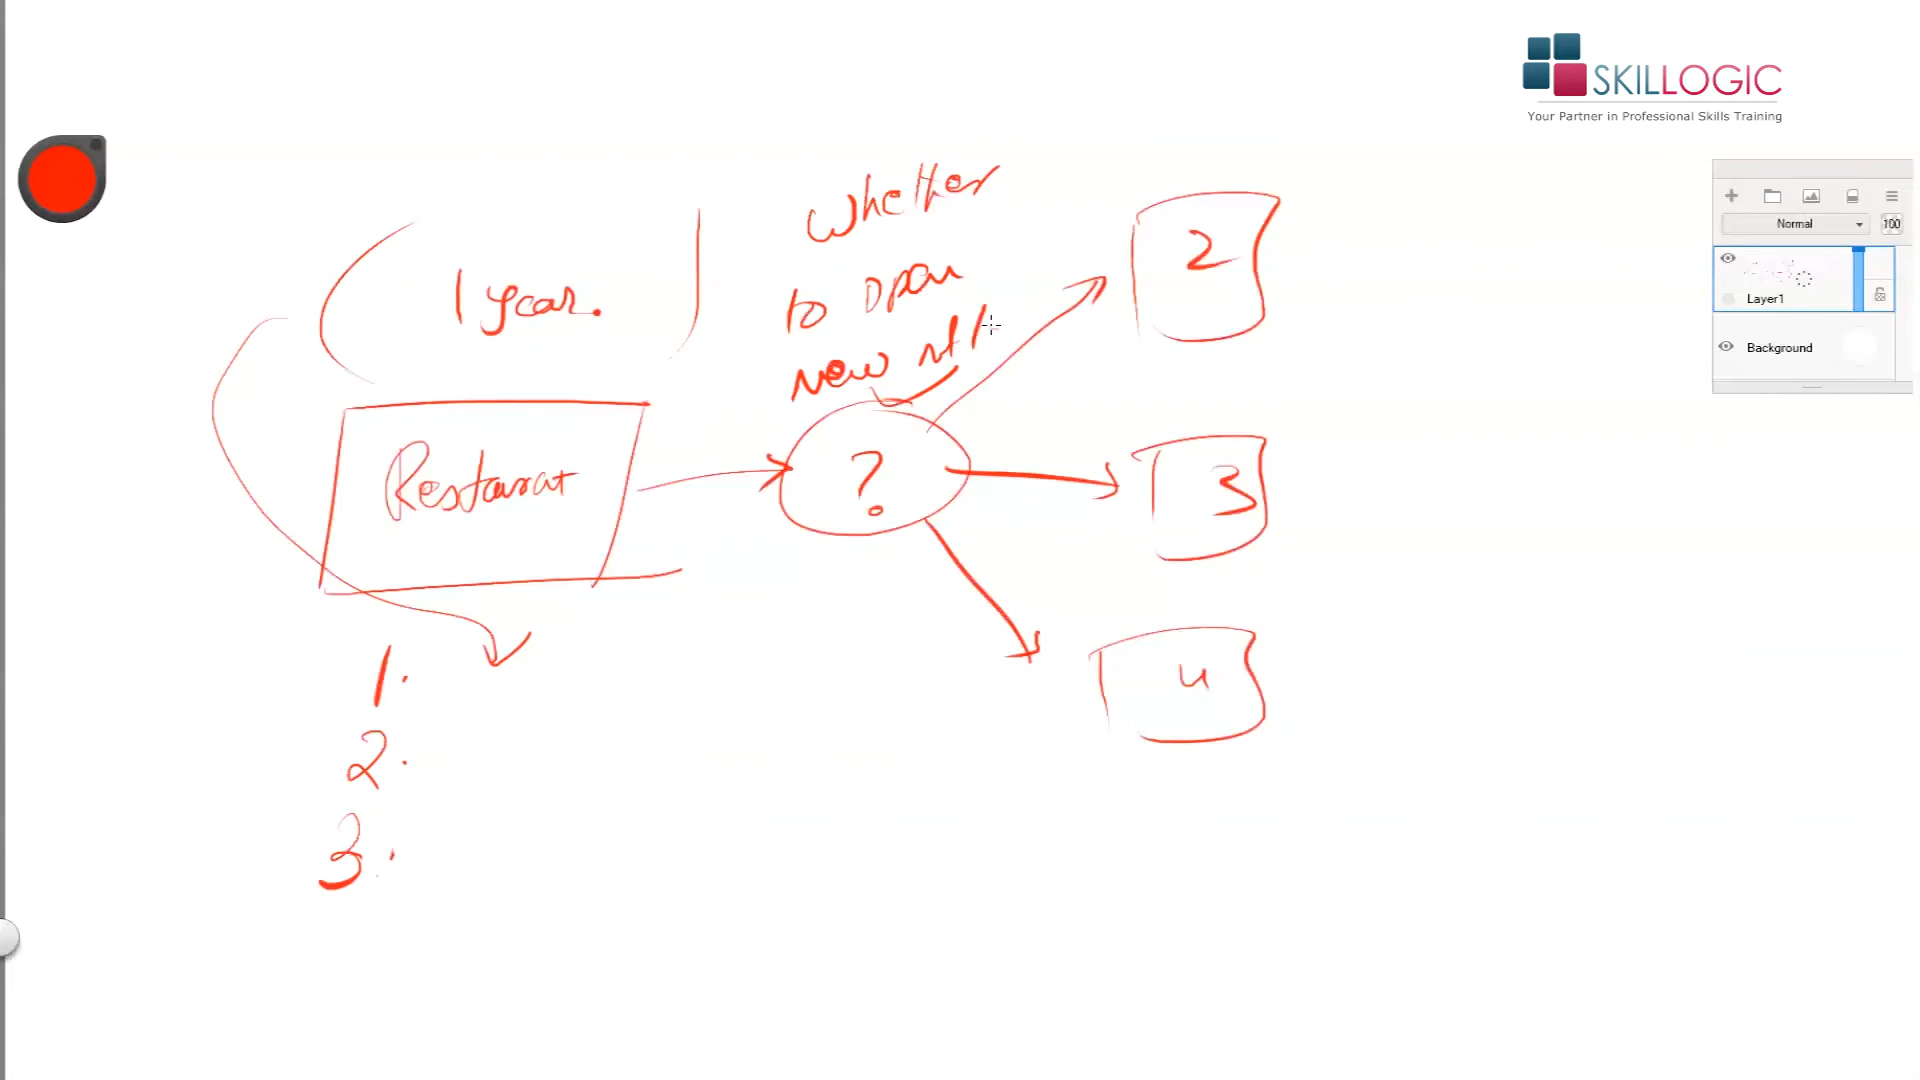 SKILLOGIC
Your Partner in Professional Skills Training
Whether
to open
new
1 year.
?
Restarat
2
3
4
1.
2.
3.
Normal
100
Layer1
Background